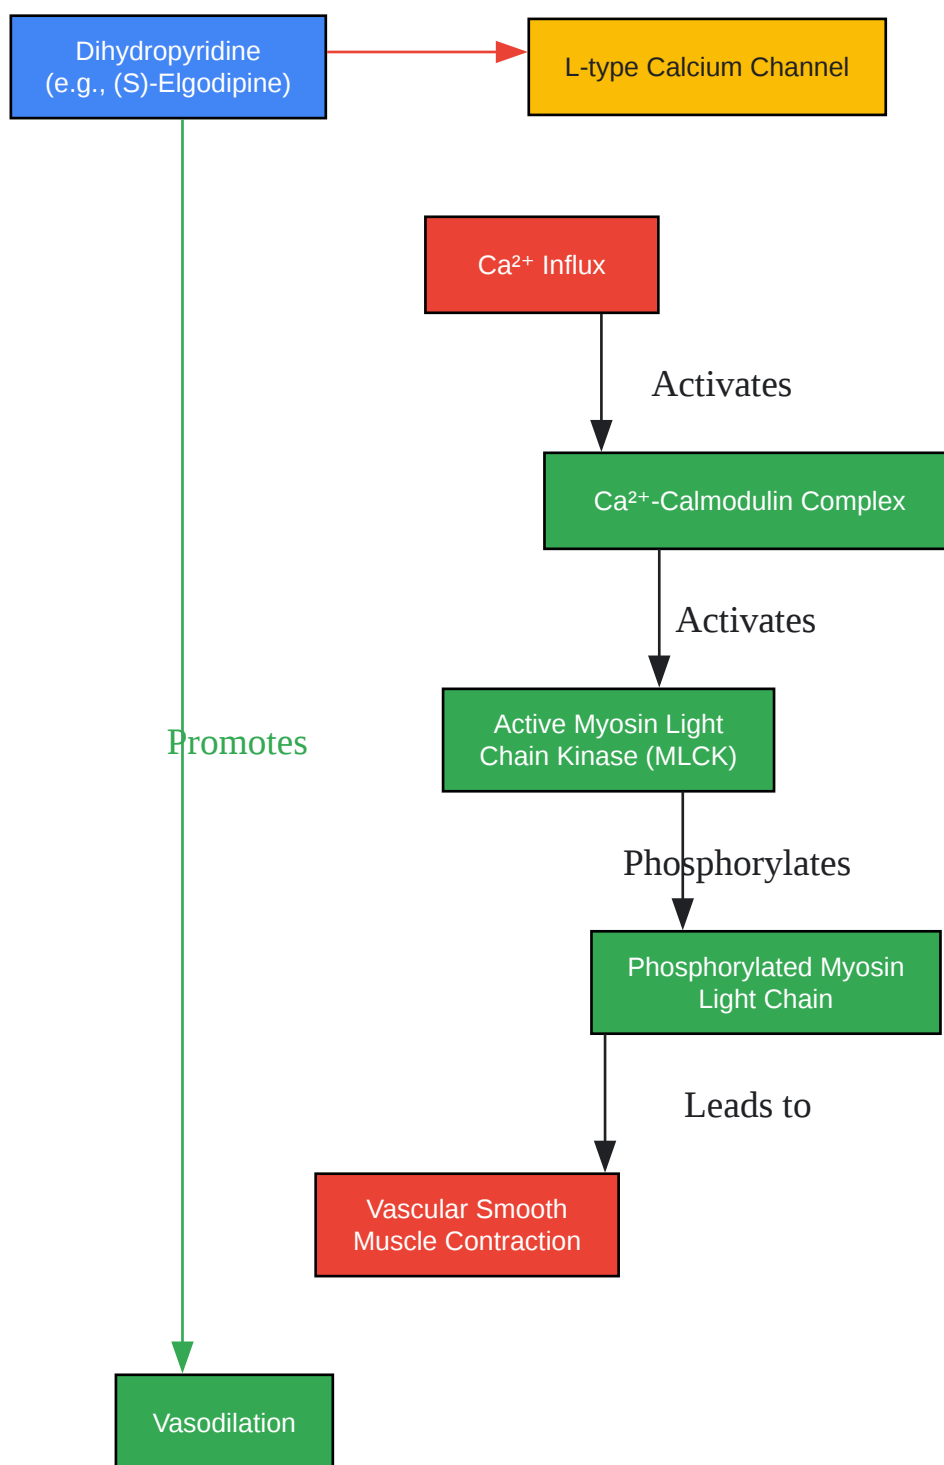 Dihydropyridine
(e.g., (S)-Elgodipine)
L-type Calcium Channel
Ca²⁺ Influx
Activates
Ca²⁺-Calmodulin Complex
Activates
Active Myosin Light
Chain Kinase (MLCK)
Promotes
Phosphorylates
Phosphorylated Myosin
Light Chain
Leads to
Vascular Smooth
Muscle Contraction
Vasodilation